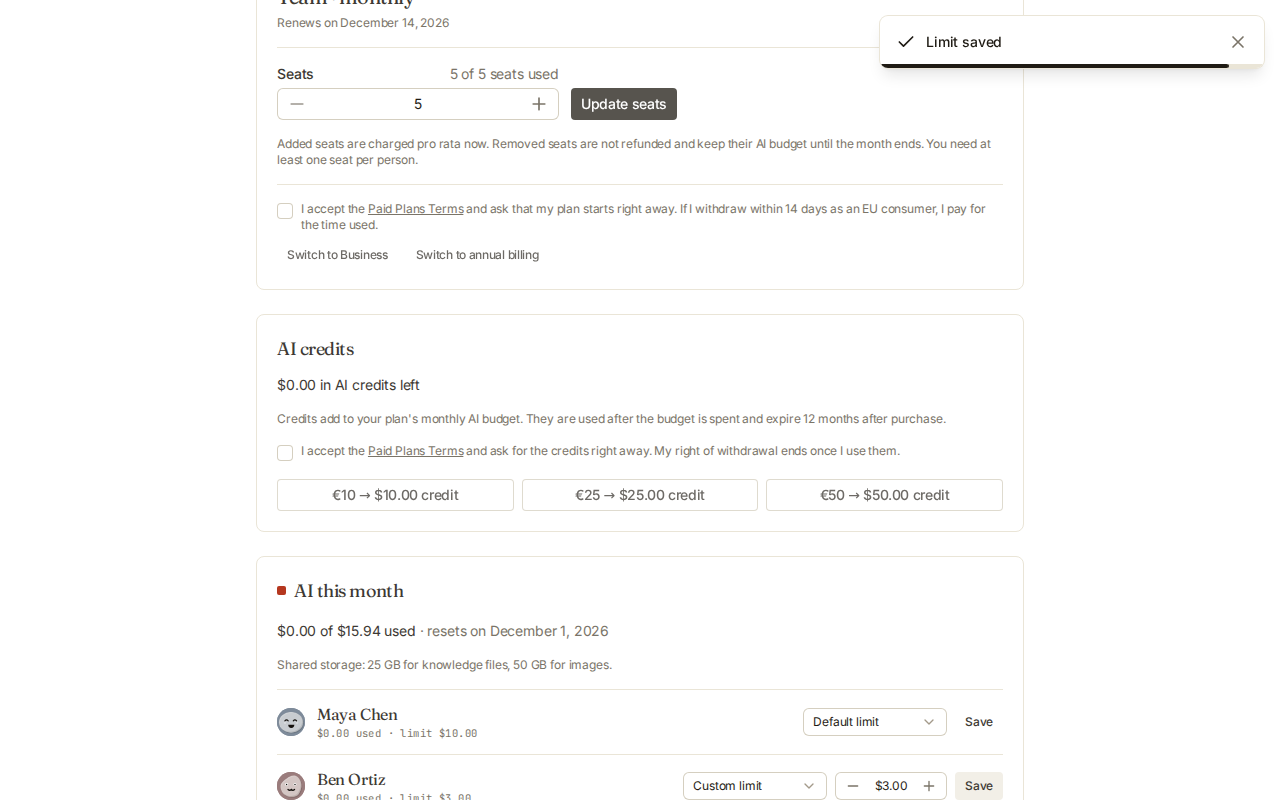 Team · monthly
Renews on December 14, 2026
Limit saved
Seats
5 of 5 seats used
5
Update seats
Added seats are charged pro rata now. Removed seats are not refunded and keep their AI budget until the month ends. You need at
least one seat per person.
I accept the Paid Plans Terms and ask that my plan starts right away. If I withdraw within 14 days as an EU consumer, I pay for
the time used.
Switch to Business
Switch to annual billing
AI credits
$0.00 in AI credits left
Credits add to your plan's monthly AI budget. They are used after the budget is spent and expire 12 months after purchase.
I accept the Paid Plans Terms and ask for the credits right away. My right of withdrawal ends once I use them.
€10 → $10.00 credit
€25 → $25.00 credit
€50 → $50.00 credit
AI this month
$0.00 of $15.94 used · resets on December 1, 2026
Shared storage: 25 GB for knowledge files, 50 GB for images.
Maya Chen
$0.00 used · limit $10.00
Default limit
Save
Ben Ortiz
$0.00 used · limit $3.00
Custom limit
$3.00
Save